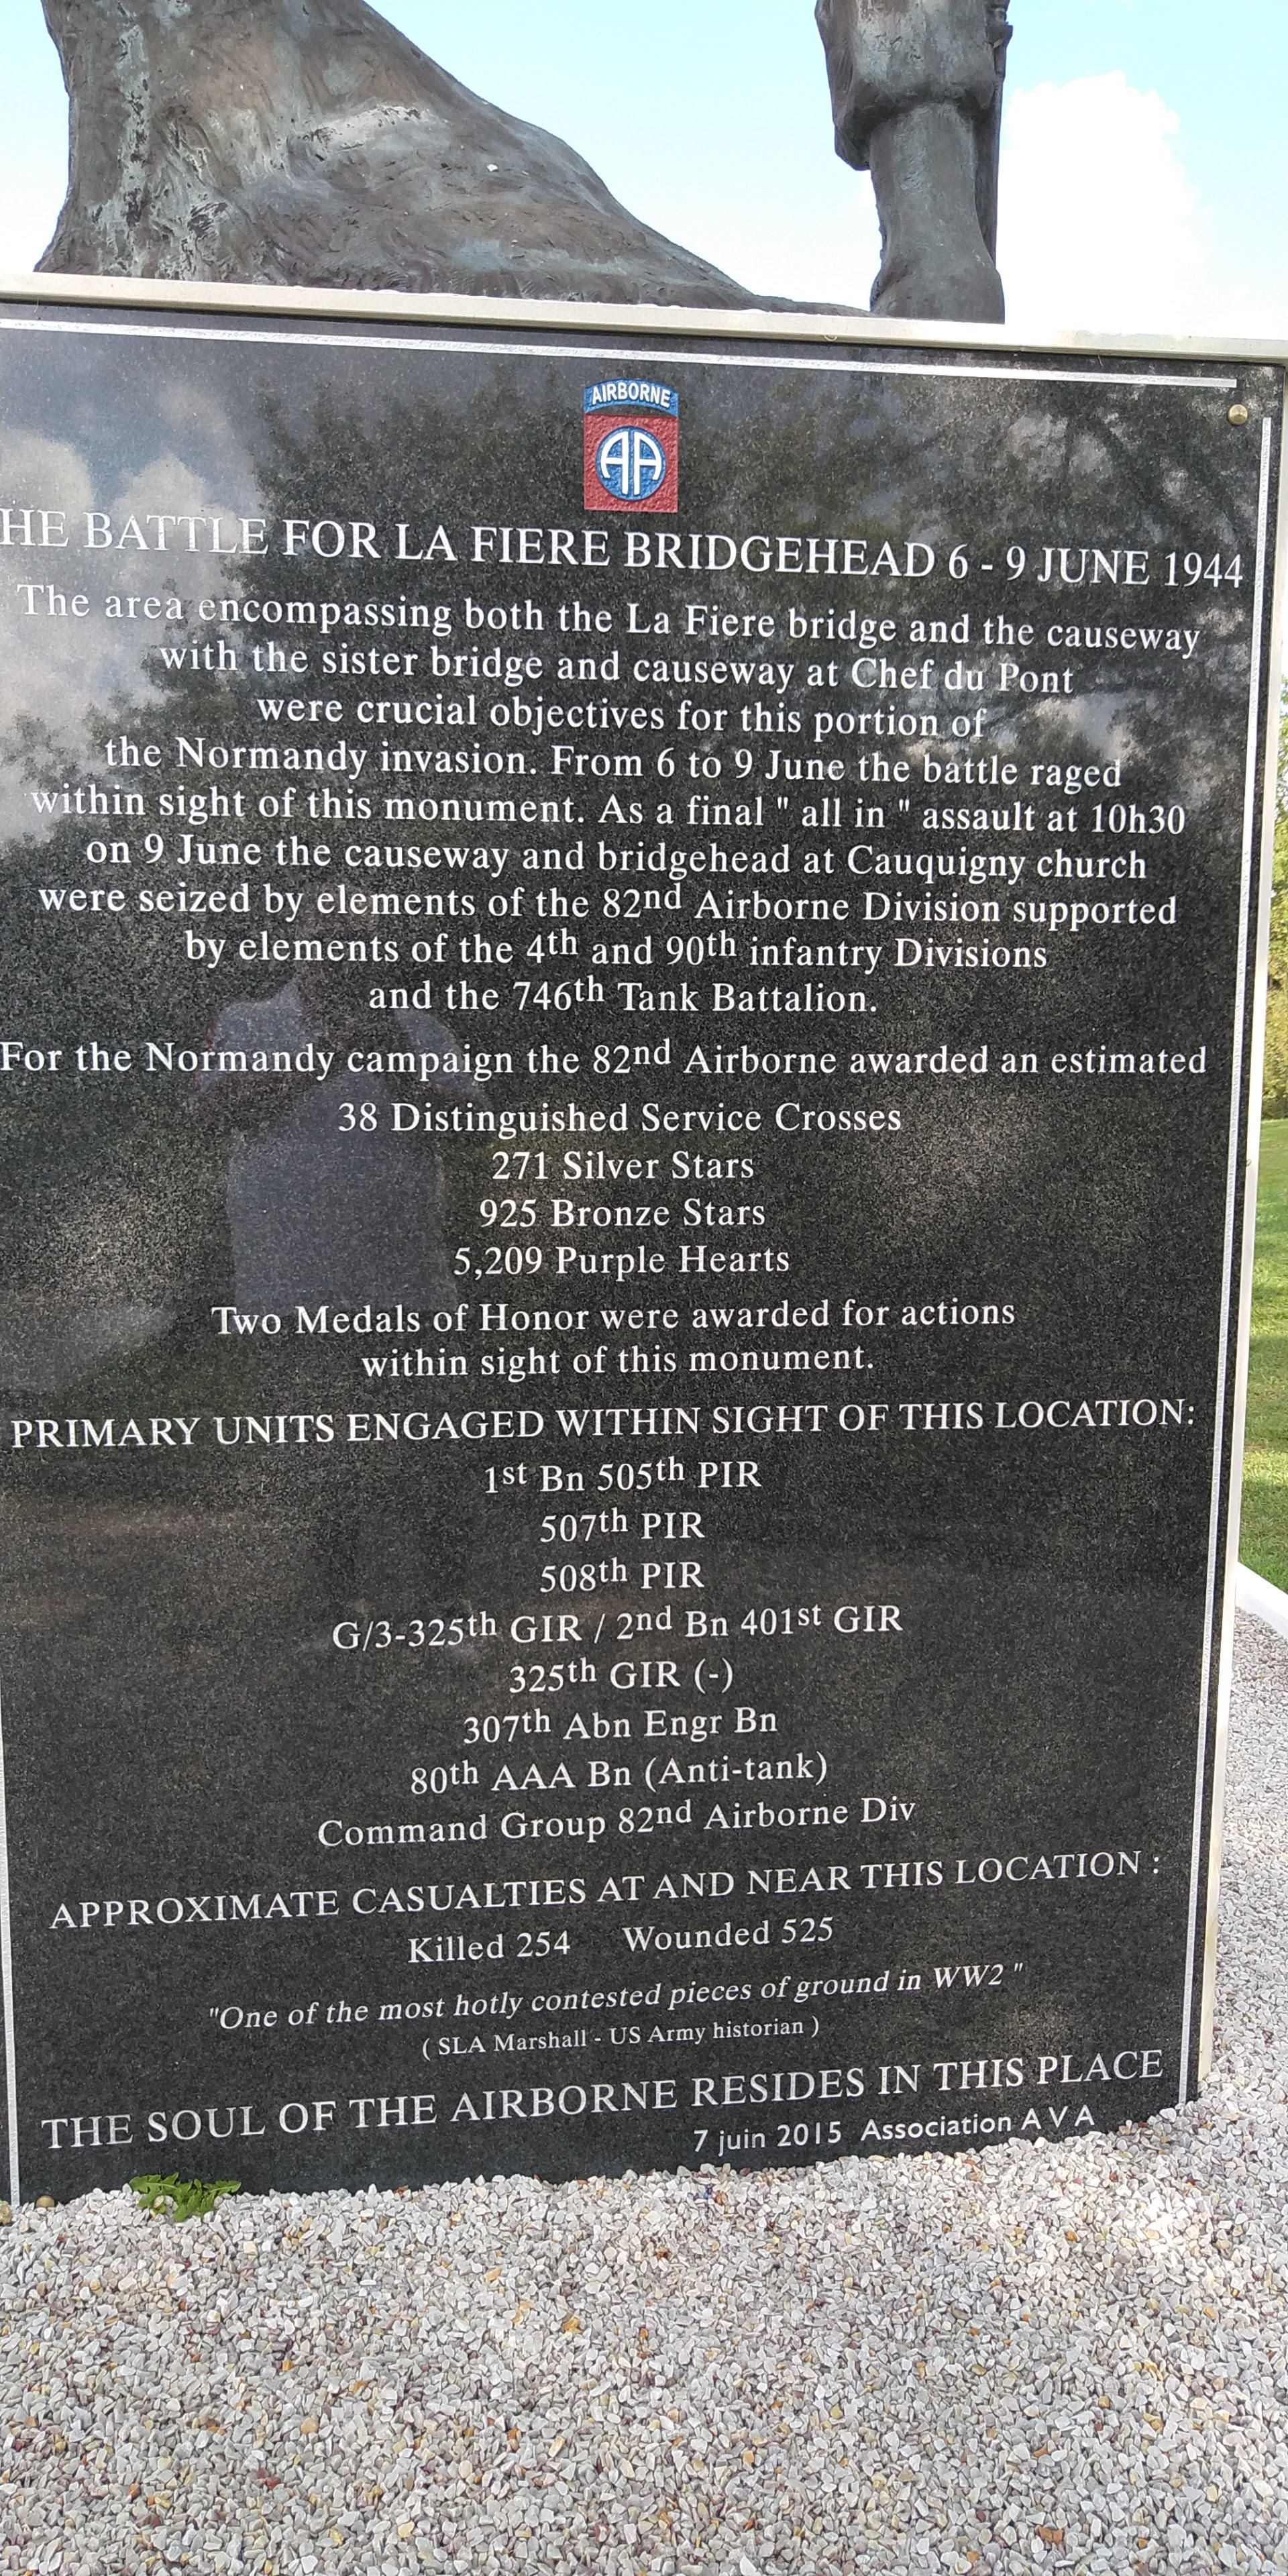 AIRBORNE
AA
HE BATTLE FOR LA FIERE BRIDGEHEAD 6 - 9 JUNE 1944
The area encompassing both the La Fiere bridge and the causeway
with the sister bridge and causeway at Chef du Pont
were crucial objectives for this portion of
the Normandy invasion. From 6 to 9 June the battle raged
within sight of this monument. As a final " all in " assault at 10h30
on 9 June the causeway and bridgehead at Cauquigny church
were seized by elements of the 82nd Airborne Division supported
by elements of the 4th and 90th infantry Divisions
and the 746th Tank Battalion.
For the Normandy campaign the 82nd Airborne awarded an estimated
38 Distinguished Service Crosses
271 Silver Stars
925 Bronze Stars
5,209 Purple Hearts
Two Medals of Honor were awarded for actions
within sight of this monument.
PRIMARY UNITS ENGAGED WITHIN SIGHT OF THIS LOCATION:
1st Bn 505th PIR
507th PIR
508th PIR
G/3-325th GIR / 2nd Bn 401st GIR
325th GIR (-)
307th Abn Engr Bn
80th AAA Bn (Anti-tank)
Command Group 82nd Airborne Div
APPROXIMATE CASUALTIES AT AND NEAR THIS LOCATION :
Killed 254 Wounded 525
"One of the most hotly contested pieces of ground in WW2 "
( SLA Marshall - US Army historian )
THE SOUL OF THE AIRBORNE RESIDES IN THIS PLACE
7 juin 2015 Association A V A